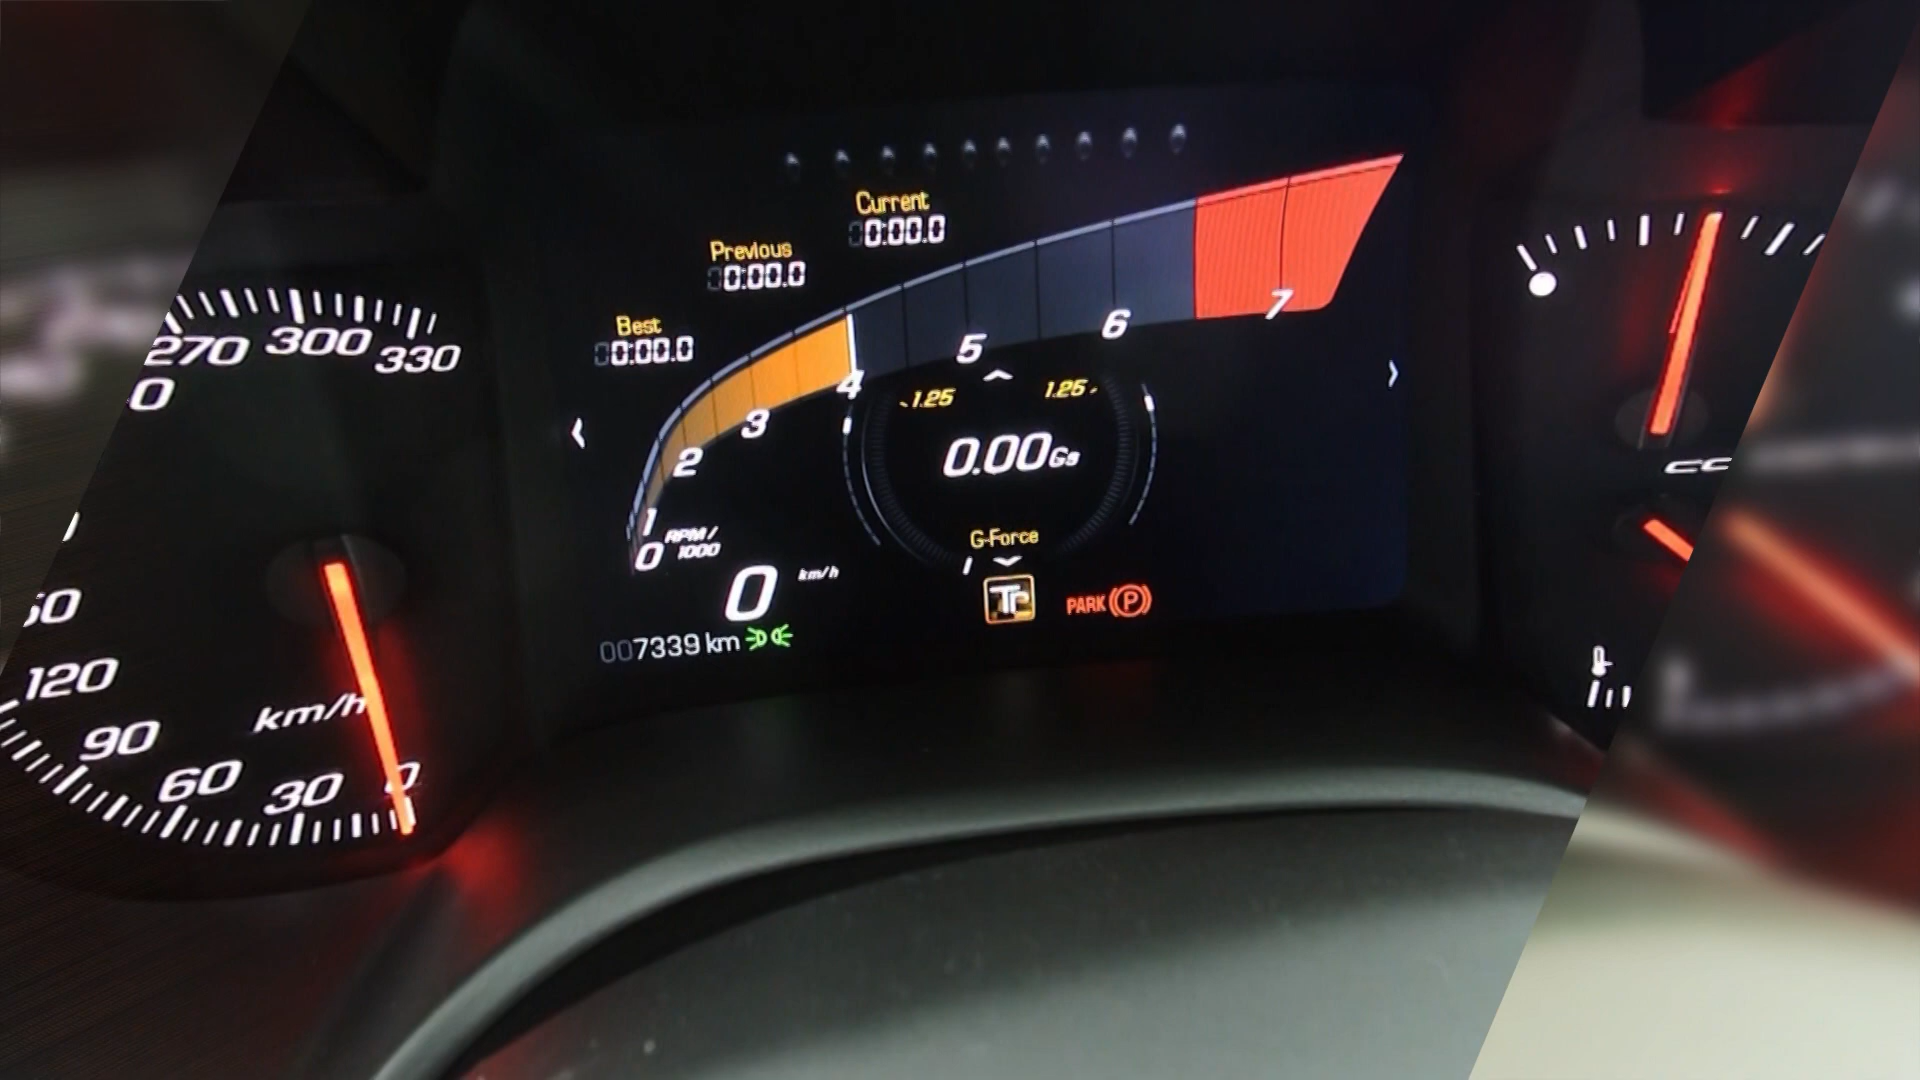 Current
0:00.0
Previous
0:00.0
Best
0:00.0
270 300 330
0
7
6
5
4
3
2
1
0
RPM/
1000
1.25 1.25
0.00Gs
G-Force
0 km/h
PARK P
007339 km
120
90
60
30
0
km/h